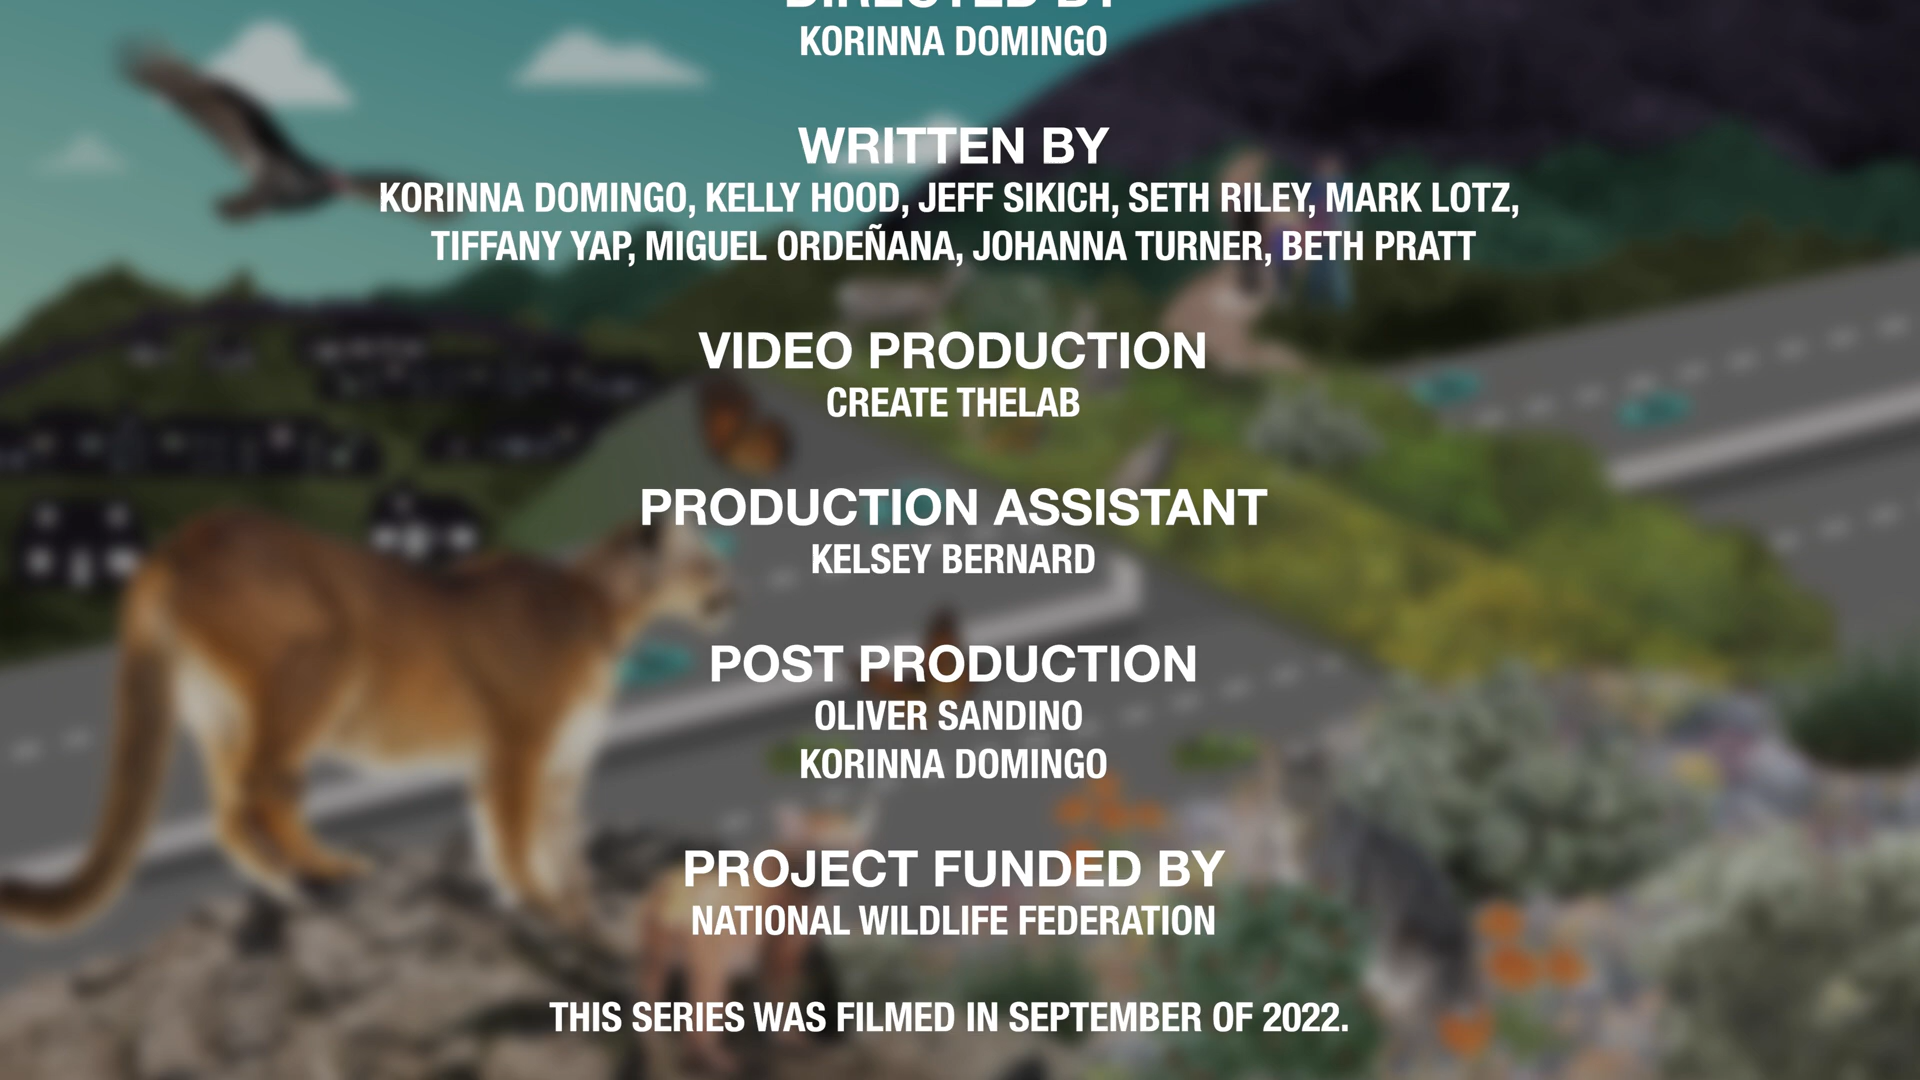 DIRECTED BY
KORINNA DOMINGO
WRITTEN BY
KORINNA DOMINGO, KELLY HOOD, JEFF SIKICH, SETH RILEY, MARK LOTZ,
TIFFANY YAP, MIGUEL ORDEÑANA, JOHANNA TURNER, BETH PRATT
VIDEO PRODUCTION
CREATE THELAB
PRODUCTION ASSISTANT
KELSEY BERNARD
POST PRODUCTION
OLIVER SANDINO
KORINNA DOMINGO
PROJECT FUNDED BY
NATIONAL WILDLIFE FEDERATION
THIS SERIES WAS FILMED IN SEPTEMBER OF 2022.